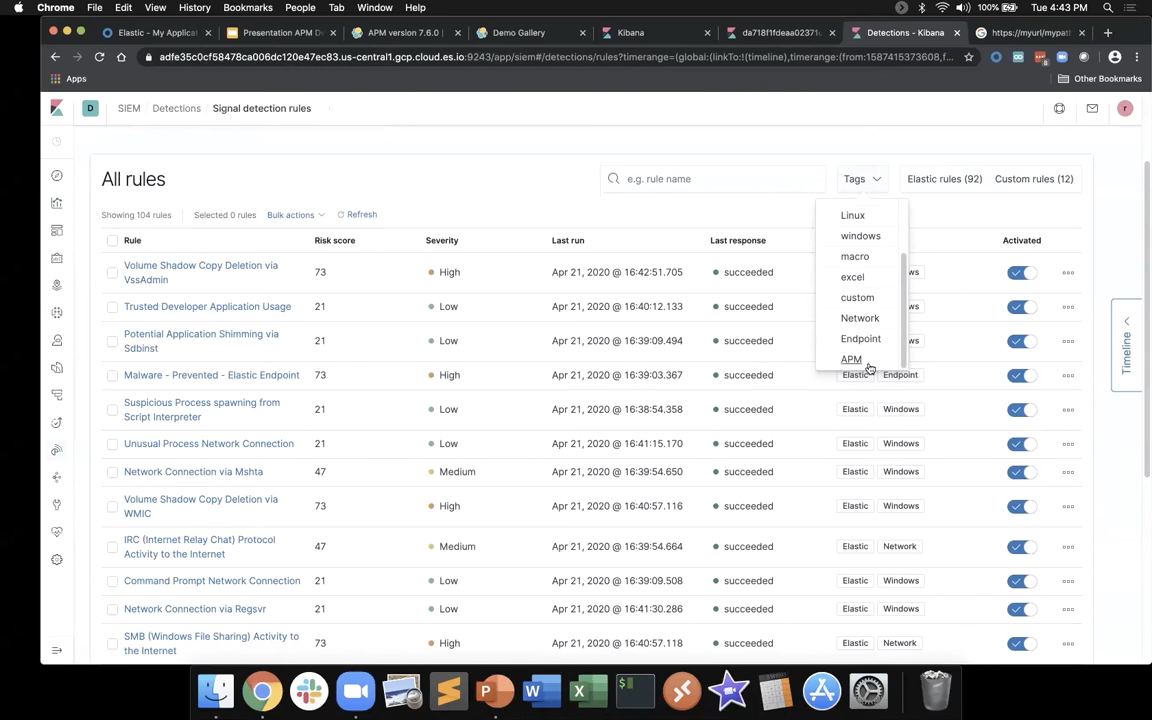 Chrome File Edit View History Bookmarks People Tab Window Help
100% Tue 4:43 PM
Elastic - My Applicat
Presentation APM D
APM version 7.6.0
Demo Gallery
Kibana
da718f1fdeaa02371
Detections - Kibana
https://myurl/mypath
adfe35c0cf58478ca006dc120e47ec83.us-central1.gcp.cloud.es.io:9243/app/siem#/detections/rules?timerange=(global:(linkTo:!(timeline),timerange:(from:1587415373608,f...
Apps
Other Bookmarks
D
SIEM
Detections
Signal detection rules
r
All rules
e.g. rule name
Tags
Elastic rules (92)
Custom rules (12)
Showing 104 rules
Selected 0 rules
Bulk actions
Refresh
Rule Risk score Severity Last run Last response Activated
Volume Shadow Copy Deletion via
VssAdmin
73 High Apr 21, 2020 @ 16:42:51.705 succeeded
Trusted Developer Application Usage 21 Low Apr 21, 2020 @ 16:40:12.133 succeeded
Potential Application Shimming via
Sdbinst
21 Low Apr 21, 2020 @ 16:39:09.494 succeeded
Malware - Prevented - Elastic Endpoint 73 High Apr 21, 2020 @ 16:39:03.367 succeeded Elastic Endpoint
Suspicious Process spawning from
Script Interpreter
21 Low Apr 21, 2020 @ 16:38:54.358 succeeded Elastic Windows
Unusual Process Network Connection 21 Low Apr 21, 2020 @ 16:41:15.170 succeeded Elastic Windows
Network Connection via Mshta 47 Medium Apr 21, 2020 @ 16:39:54.650 succeeded Elastic Windows
Volume Shadow Copy Deletion via
WMIC
73 High Apr 21, 2020 @ 16:40:57.116 succeeded Elastic Windows
IRC (Internet Relay Chat) Protocol
Activity to the Internet
47 Medium Apr 21, 2020 @ 16:39:54.664 succeeded Elastic Network
Command Prompt Network Connection 21 Low Apr 21, 2020 @ 16:39:09.508 succeeded Elastic Windows
Network Connection via Regsvr 21 Low Apr 21, 2020 @ 16:41:30.286 succeeded Elastic Windows
SMB (Windows File Sharing) Activity to
the Internet
73 High Apr 21, 2020 @ 16:40:57.118 succeeded Elastic Network
Linux
windows
macro
excel
custom
Network
Endpoint
APM
Timeline